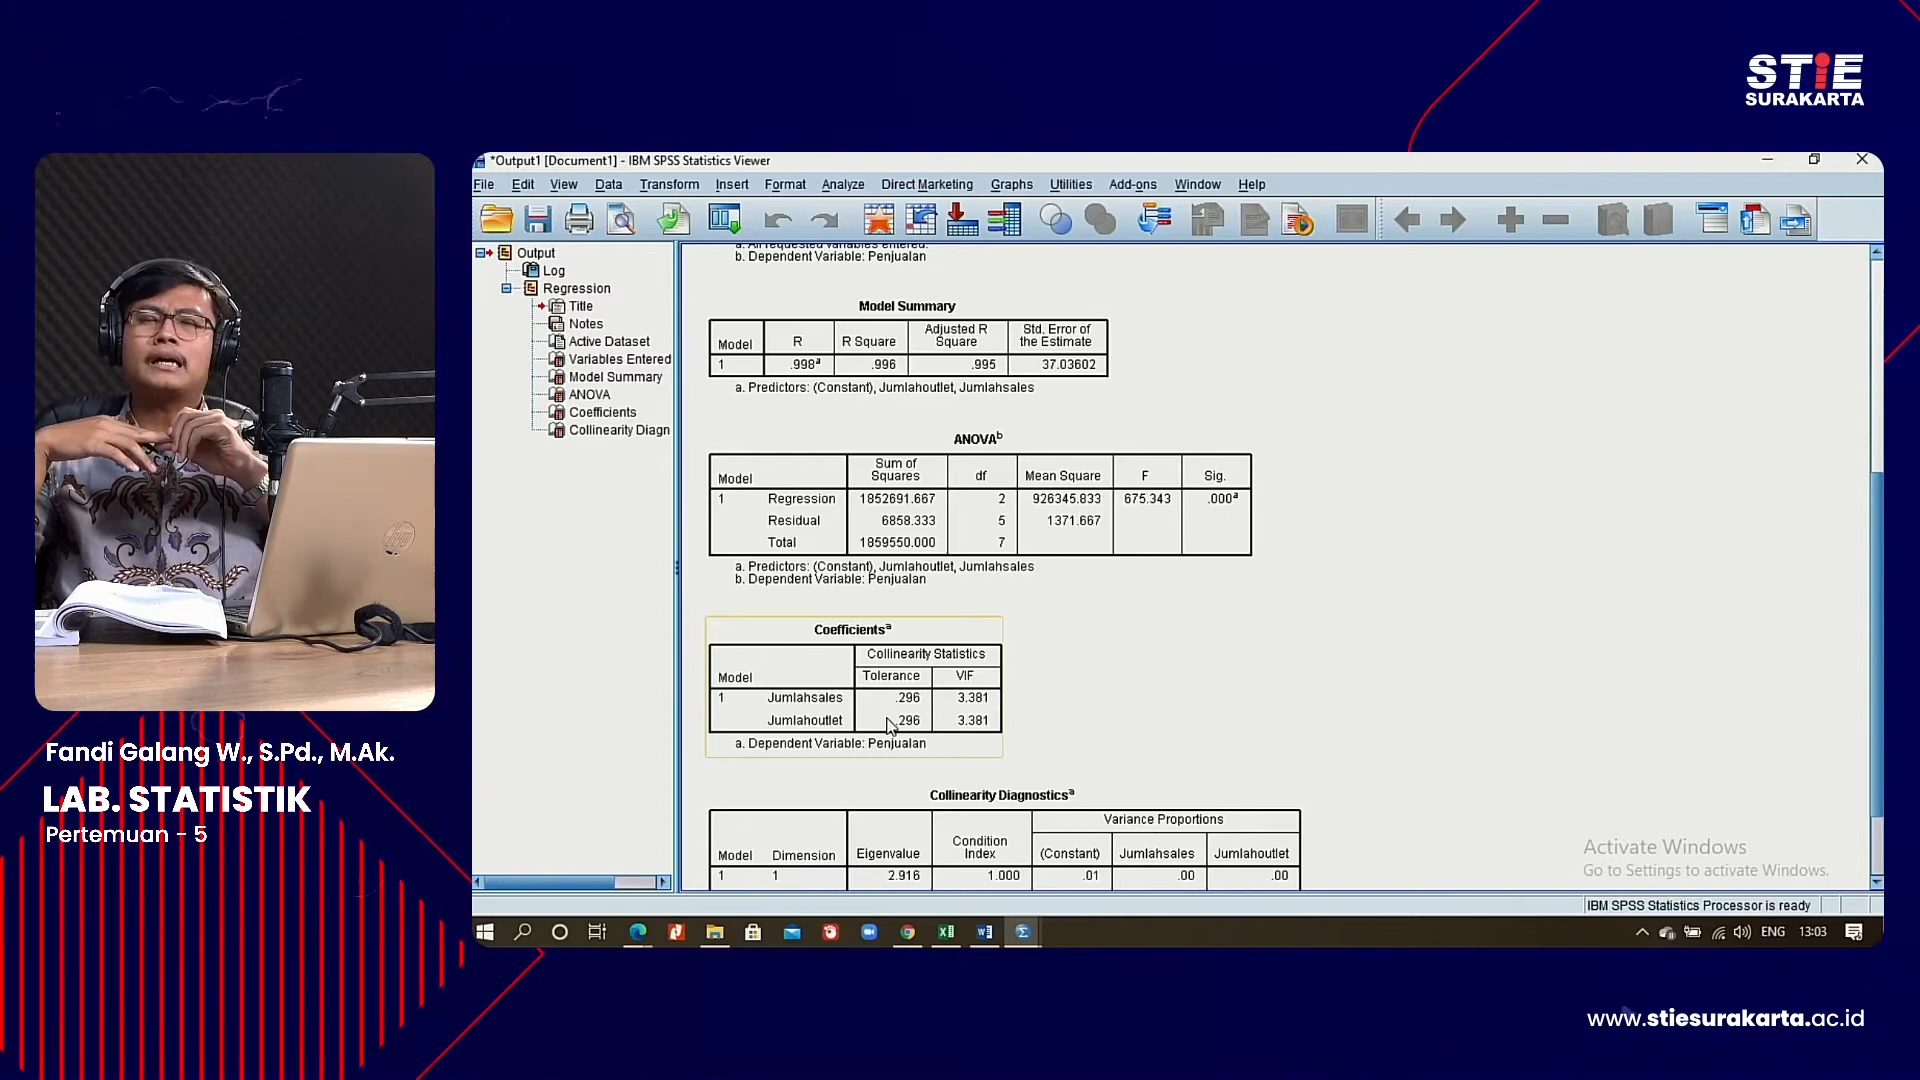 STiE
SURAKARTA
*Output1 [Document1] - IBM SPSS Statistics Viewer
File Edit View Data Transform Insert Format Analyze Direct Marketing Graphs Utilities Add-ons Window Help
Output
Log
Regression
Title
Notes
Active Dataset
Variables Entered
Model Summary
ANOVA
Coefficients
Collinearity Diagn
a. All requested variables entered.
b. Dependent Variable: Penjualan
Model Summary
Model R R Square Adjusted R Square Std. Error of the Estimate
1 .998a .996 .995 37.03602
a. Predictors: (Constant), Jumlahoutlet, Jumlahsales
ANOVAb
Model Sum of Squares df Mean Square F Sig.
1 Regression 1852691.667 2 926345.833 675.343 .000a
Residual 6858.333 5 1371.667
Total 1859550.000 7
a. Predictors: (Constant), Jumlahoutlet, Jumlahsales
b. Dependent Variable: Penjualan
Coefficientsa
Collinearity Statistics
Model Tolerance VIF
1 Jumlahsales .296 3.381
Jumlahoutlet .296 3.381
a. Dependent Variable: Penjualan
Collinearity Diagnosticsa
Variance Proportions
Model Dimension Eigenvalue Condition Index (Constant) Jumlahsales Jumlahoutlet
1 1 2.916 1.000 .01 .00 .00
Activate Windows
Go to Settings to activate Windows.
IBM SPSS Statistics Processor is ready
ENG 13:03
hp
Fandi Galang W., S.Pd., M.Ak.
LAB. STATISTIK
Pertemuan - 5
www.stiesurakarta.ac.id